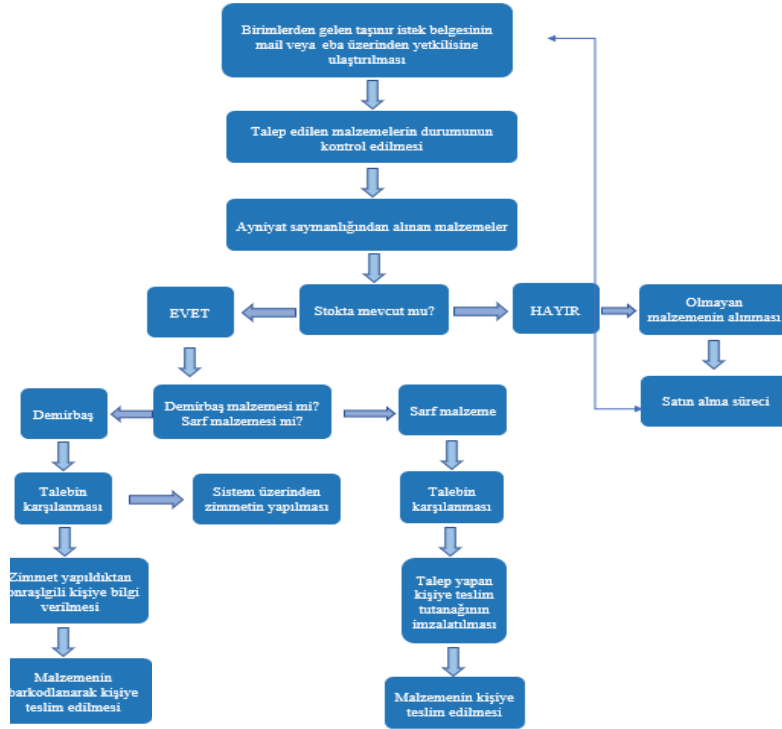 Birimlerden gelen taşınır istek belgesinin
mail veya eba üzerinden yetkilisine
ulaştırılması
Talep edilen malzemelerin durumunun
kontrol edilmesi
Ayniyat saymanlığından alınan malzemeler
EVET
Stokta mevcut mu?
HAYIR
Olmayan
malzemenin alınması
Satın alma süreci
Demirbaş
Demirbaş malzemesi mi?
Sarf malzemesi mi?
Sarf malzeme
Talebin
karşılanması
Sistem üzerinden
zimmetin yapılması
Talebin
karşılanması
Zimmet yapıldıktan
onraşlgili kişiye bilgi
verilmesi
Talep yapan
kişiye teslim
tutanağının
imzalatılması
Malzemenin
barkodlanarak kişiye
teslim edilmesi
Malzemenin kişiye
teslim edilmesi